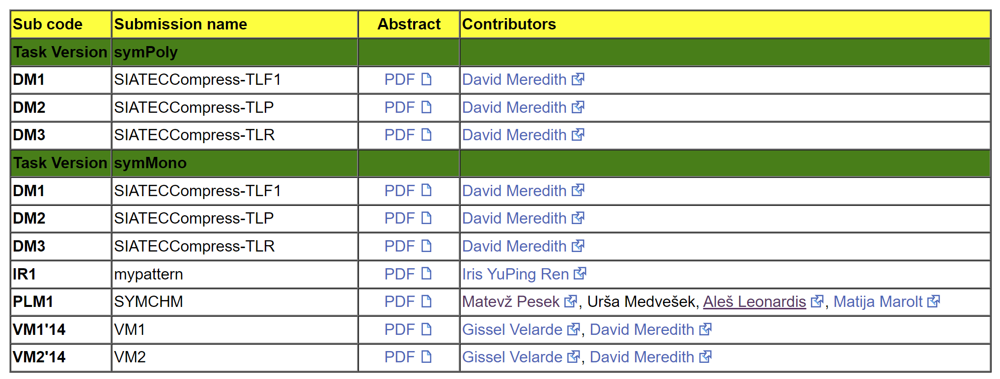 Sub code Submission name Abstract Contributors
Task Version symPoly
DM1 SIATECCompress-TLF1 PDF David Meredith
DM2 SIATECCompress-TLP PDF David Meredith
DM3 SIATECCompress-TLR PDF David Meredith
Task Version symMono
DM1 SIATECCompress-TLF1 PDF David Meredith
DM2 SIATECCompress-TLP PDF David Meredith
DM3 SIATECCompress-TLR PDF David Meredith
IR1 mypattern PDF Iris YuPing Ren
PLM1 SYMCHM PDF Matevž Pesek, Urša Medvešek, Aleš Leonardis, Matija Marolt
VM1'14 VM1 PDF Gissel Velarde, David Meredith
VM2'14 VM2 PDF Gissel Velarde, David Meredith